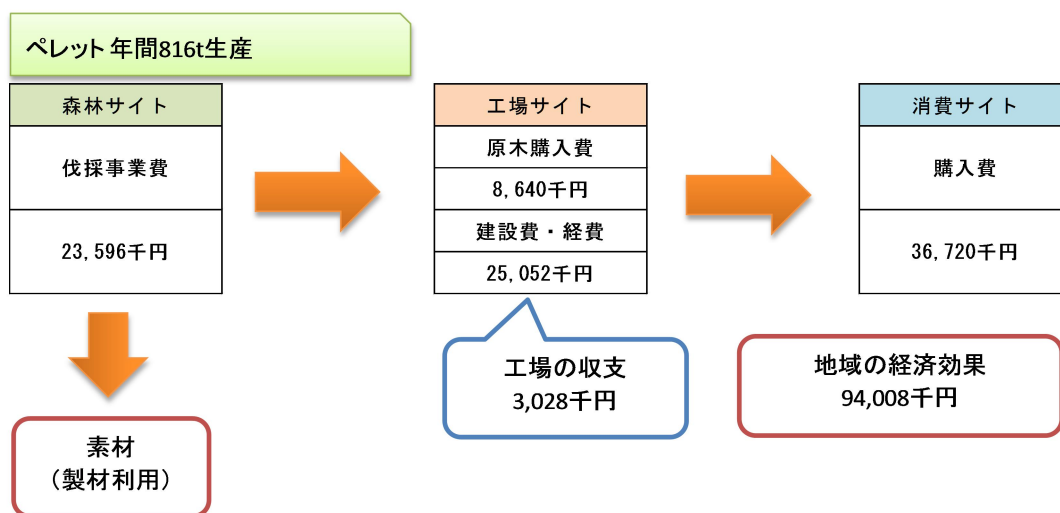 ペレット 年間816t生産
森林サイト
伐採事業費
23,596千円
工場サイト
原木購入費
8,640千円
建設費・経費
25,052千円
消費サイト
購入費
36,720千円
工場の収支
3,028千円
地域の経済効果
94,008千円
素材
（製材利用）